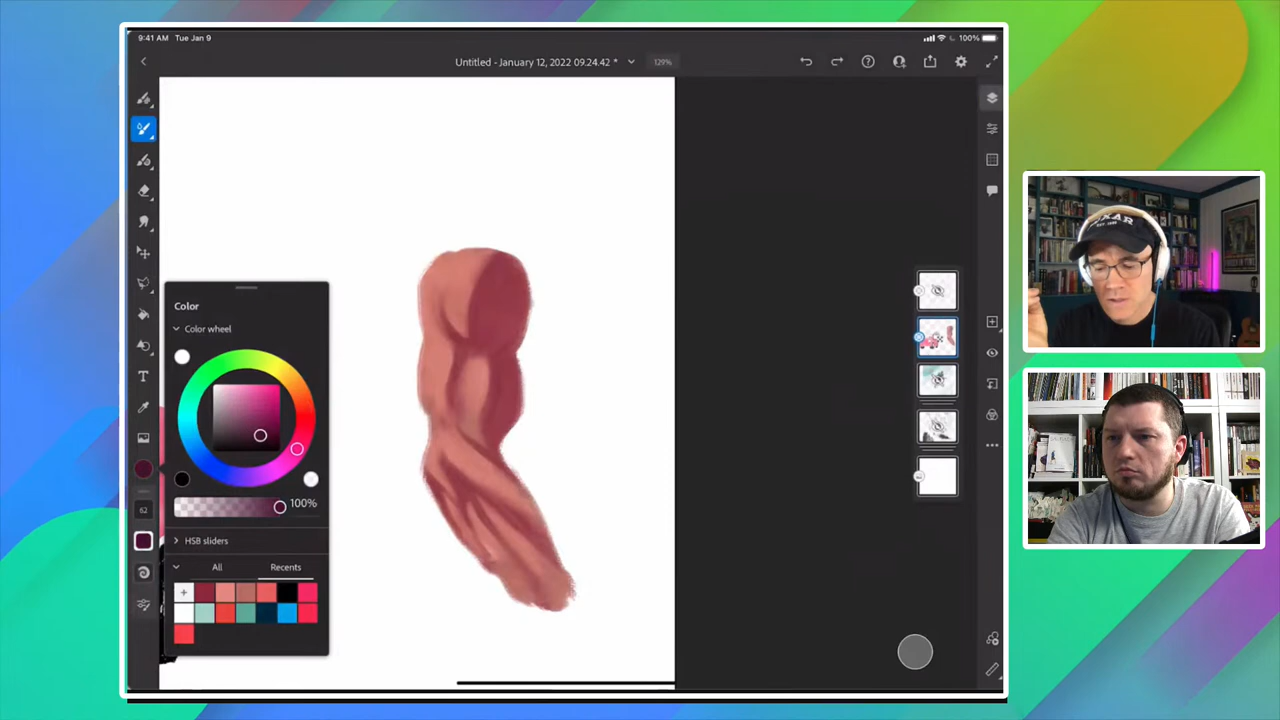 9:41 AM Tue Jan 9
100%
Untitled - January 12, 2022 09.24.42 *
129%
Color
Color wheel
100%
HSB sliders
All
Recents
62
T